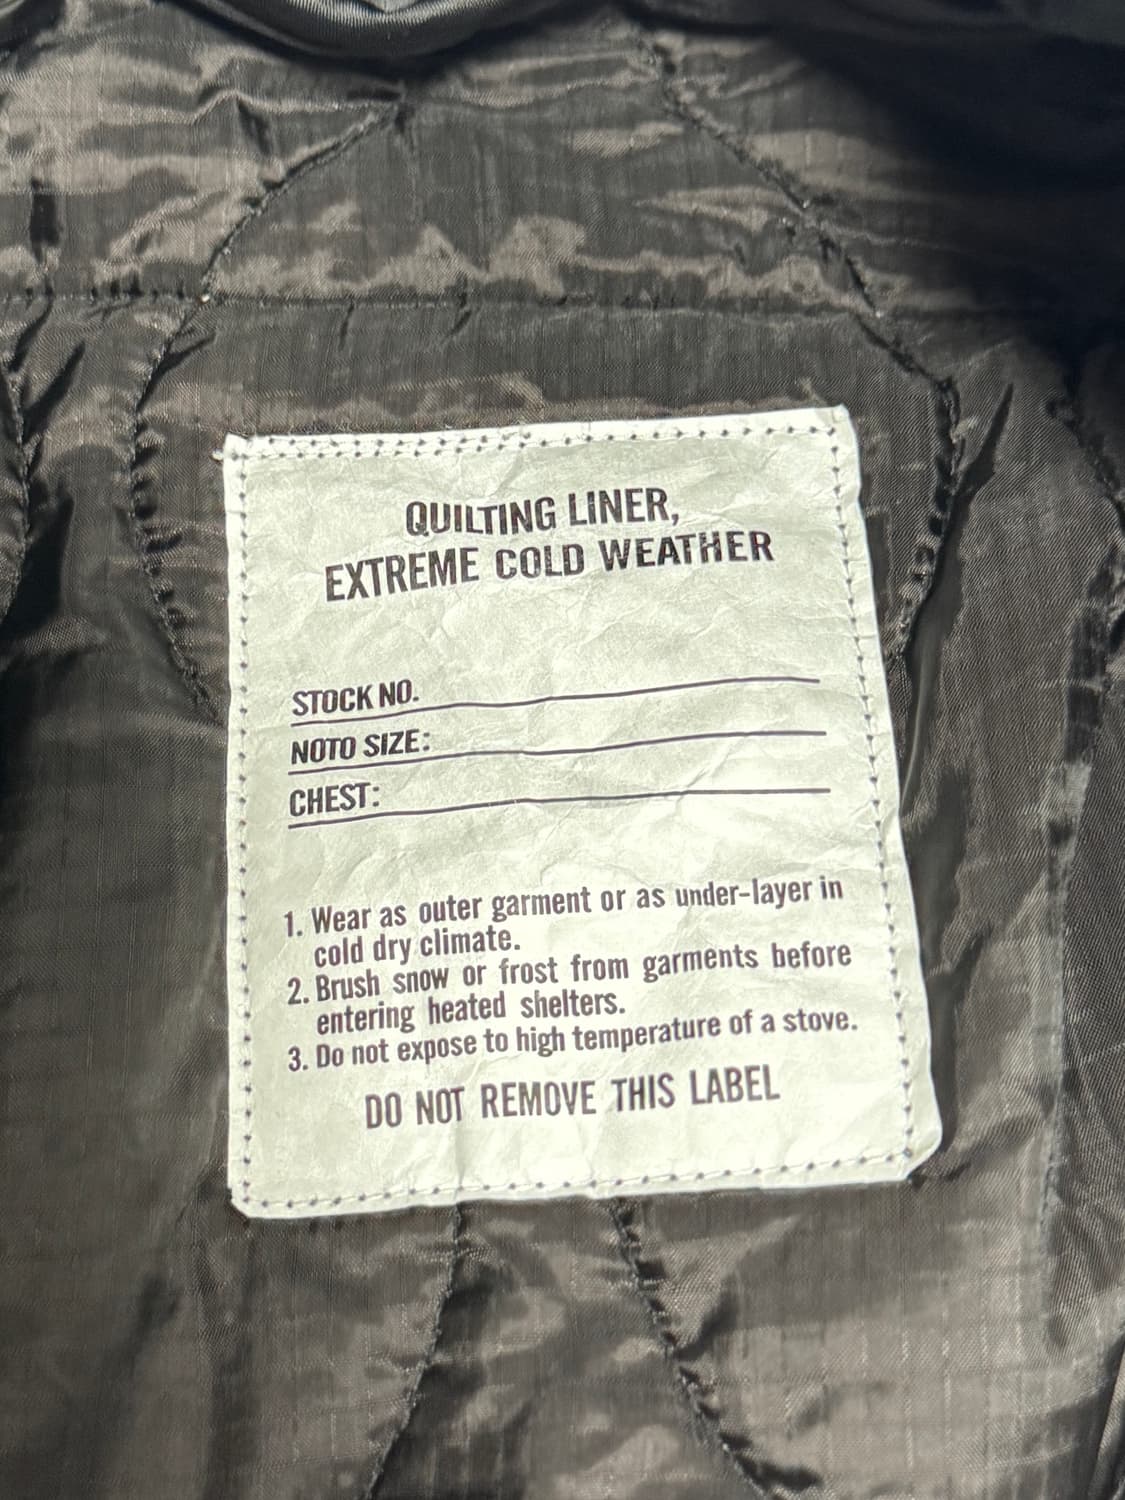 QUILTING LINER,
EXTREME COLD WEATHER
STOCK NO.
NOTO SIZE:
CHEST:
1. Wear as outer garment or as under-layer in
cold dry climate.
2. Brush snow or frost from garments before
entering heated shelters.
3. Do not expose to high temperature of a stove.
DO NOT REMOVE THIS LABEL